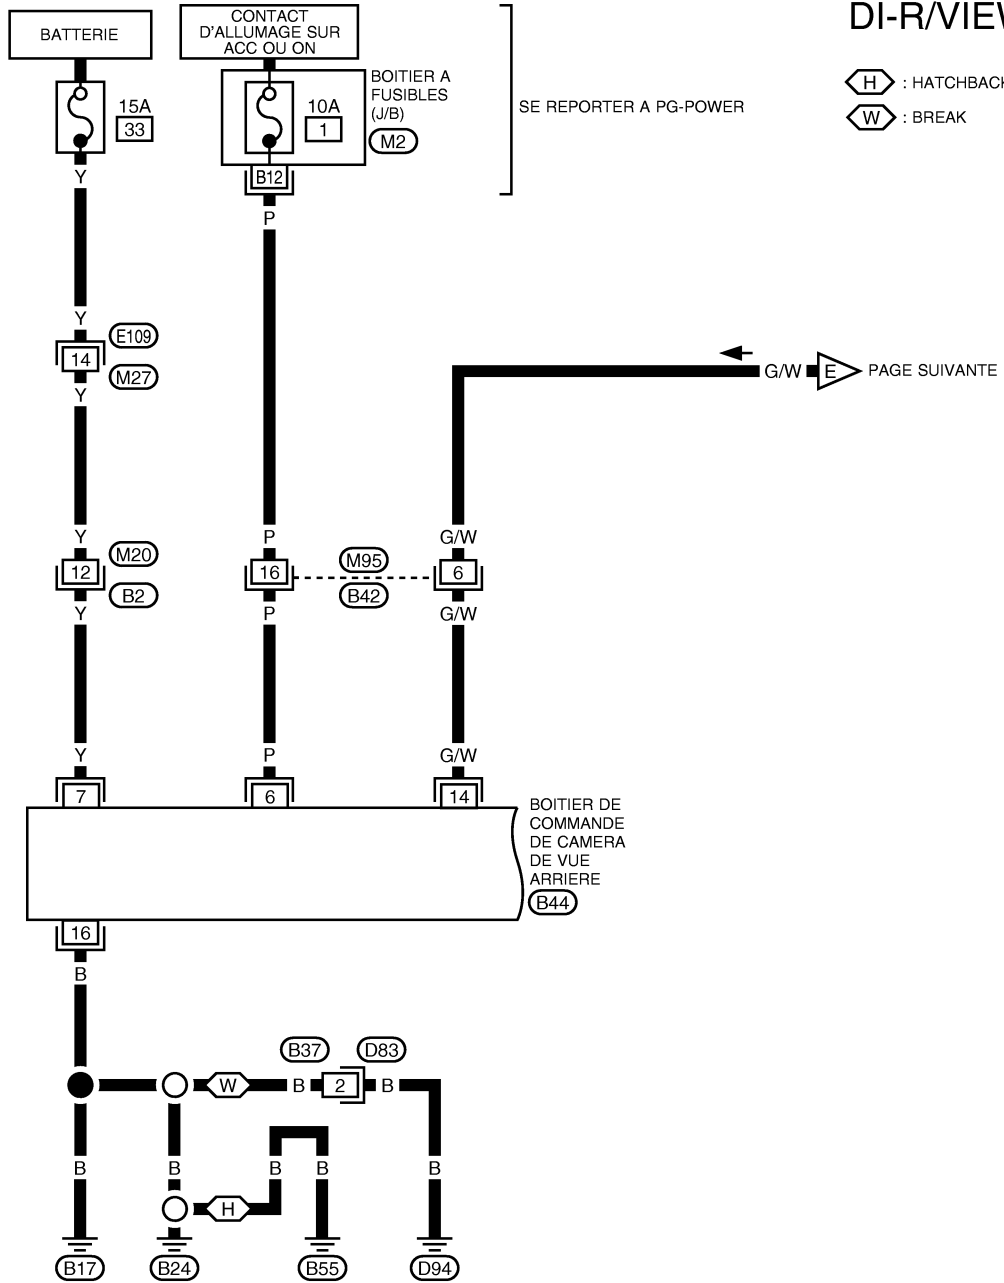 DI-R/VIEW
BATTERIE
CONTACT
D'ALLUMAGE SUR
ACC OU ON
15A
33
10A
1
BOITIER A
FUSIBLES
(J/B)
M2
SE REPORTER A PG-POWER
H : HATCHBACK
W : BREAK
B12
Y
P
Y
E109
14
M27
Y
G/W
E
PAGE SUIVANTE
Y
P
G/W
M20
12
B2
16
M95
B42
6
Y
P
G/W
Y
P
G/W
7
6
14
BOITIER DE
COMMANDE
DE CAMERA
DE VUE
ARRIERE
B44
16
B
B37
D83
W
B
2
B
B
B
B
B
B
H
B17
B24
B55
D94